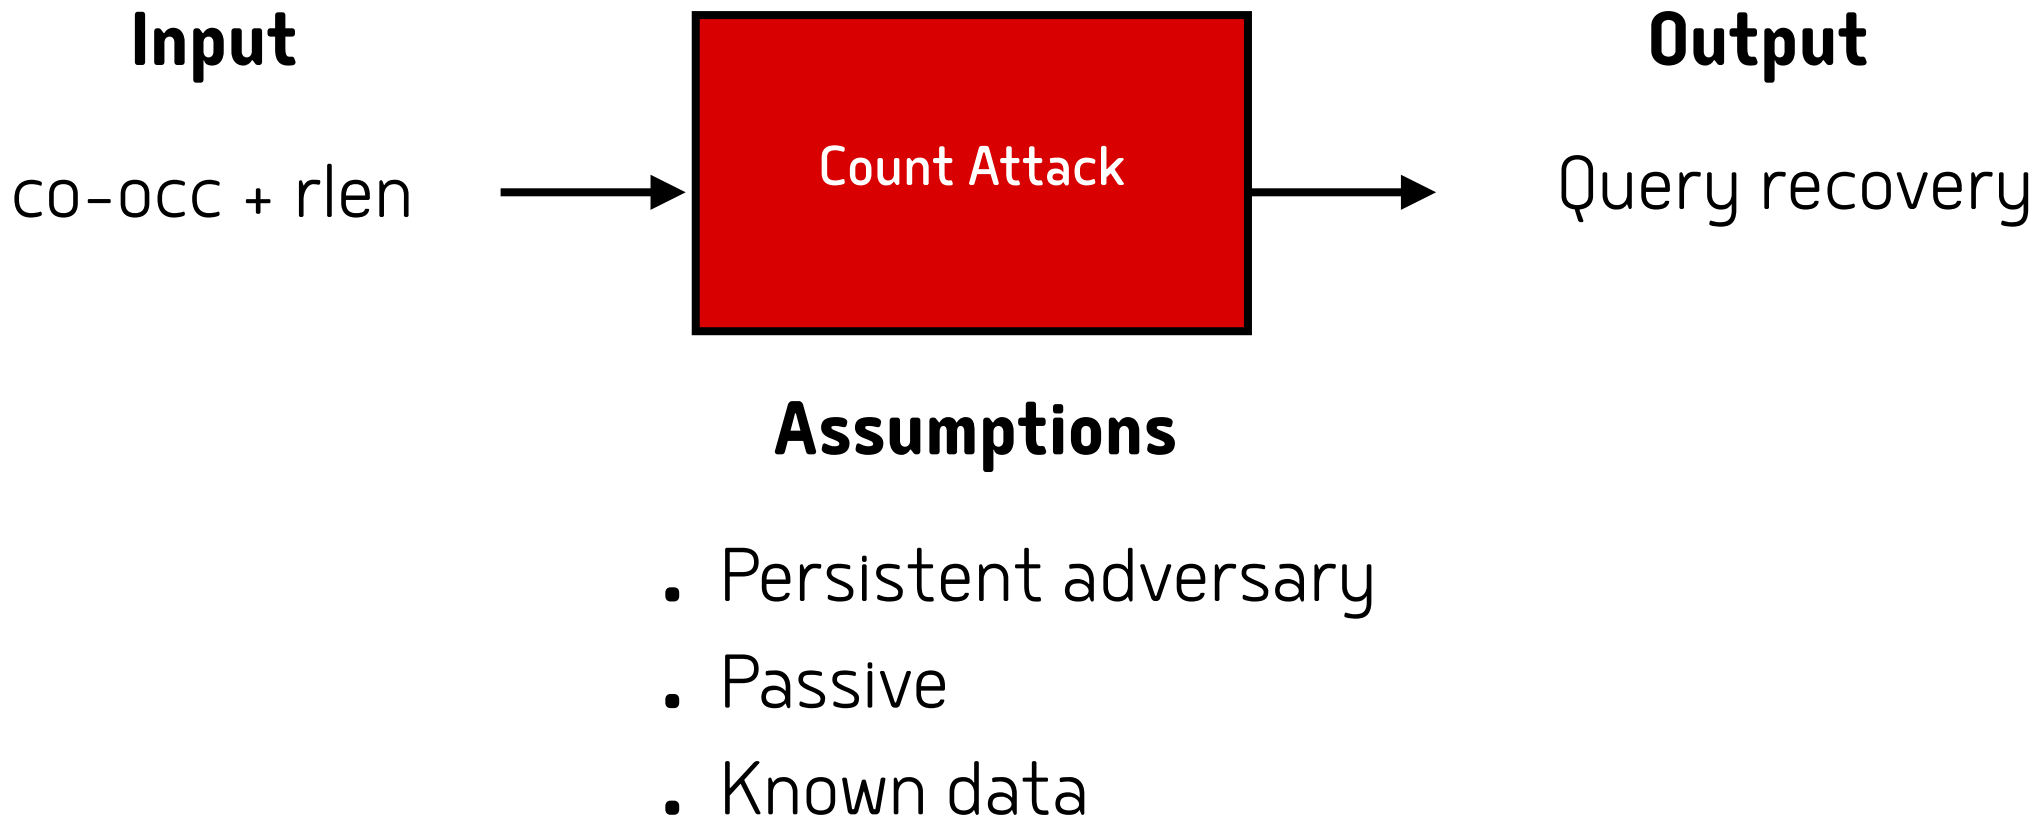 Input
Output
Count Attack
co-occ + rlen
Query recovery
Assumptions
. Persistent adversary
. Passive
. Known data